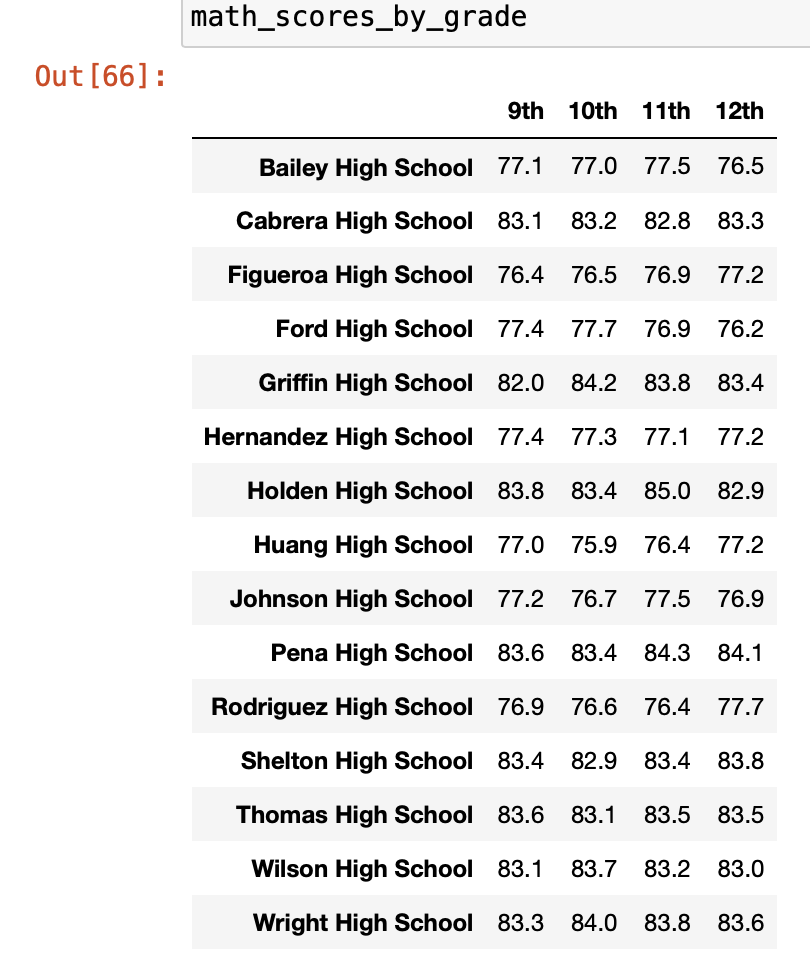 math_scores_by_grade
Out[66]:
9th 10th 11th 12th
Bailey High School 77.1 77.0 77.5 76.5
Cabrera High School 83.1 83.2 82.8 83.3
Figueroa High School 76.4 76.5 76.9 77.2
Ford High School 77.4 77.7 76.9 76.2
Griffin High School 82.0 84.2 83.8 83.4
Hernandez High School 77.4 77.3 77.1 77.2
Holden High School 83.8 83.4 85.0 82.9
Huang High School 77.0 75.9 76.4 77.2
Johnson High School 77.2 76.7 77.5 76.9
Pena High School 83.6 83.4 84.3 84.1
Rodriguez High School 76.9 76.6 76.4 77.7
Shelton High School 83.4 82.9 83.4 83.8
Thomas High School 83.6 83.1 83.5 83.5
Wilson High School 83.1 83.7 83.2 83.0
Wright High School 83.3 84.0 83.8 83.6